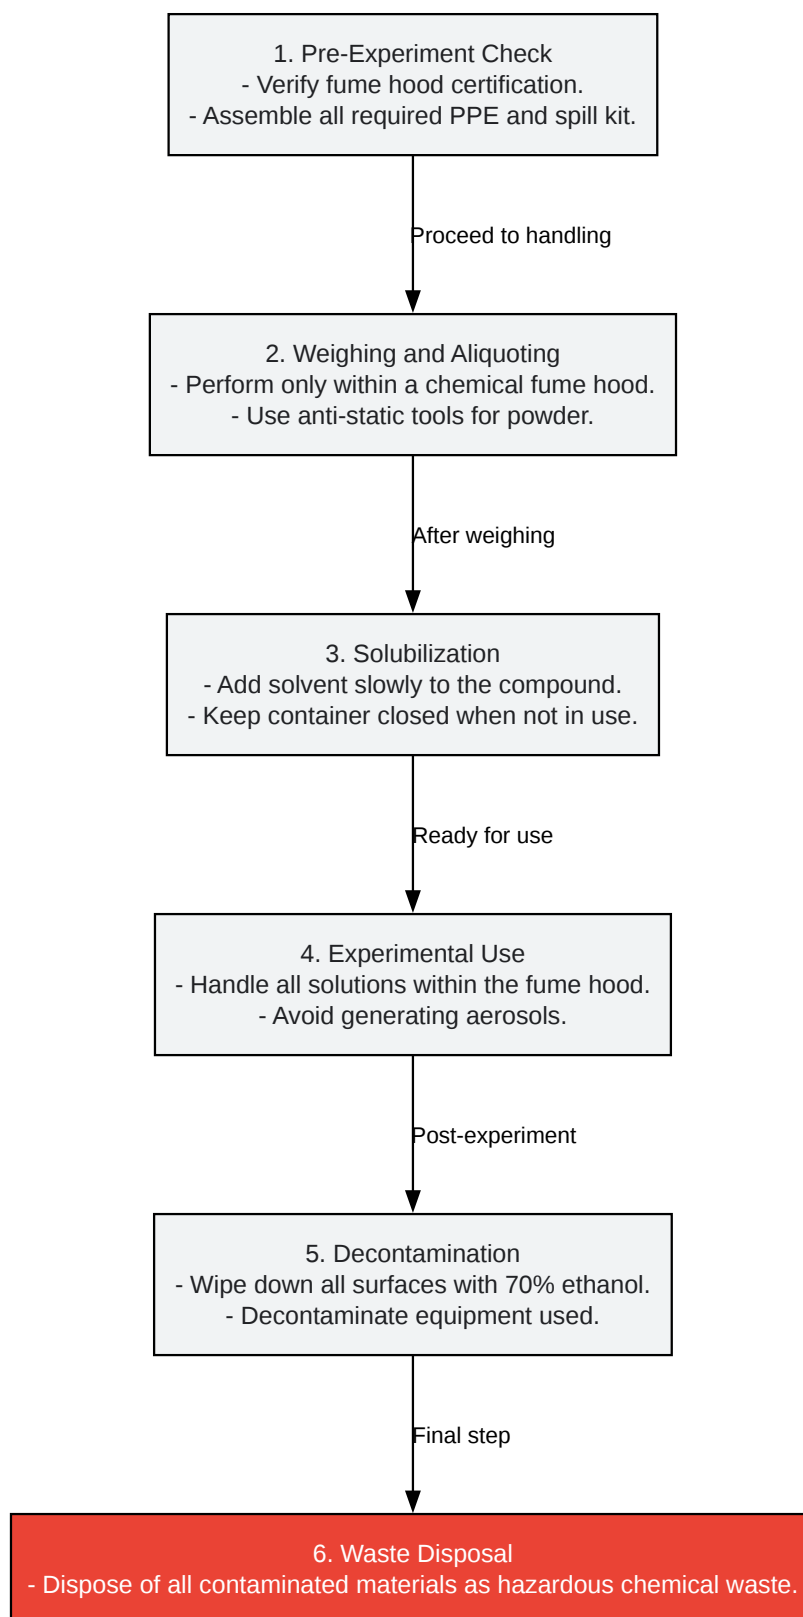 1. Pre-Experiment Check
- Verify fume hood certification.
- Assemble all required PPE and spill kit.
Proceed to handling
2. Weighing and Aliquoting
- Perform only within a chemical fume hood.
- Use anti-static tools for powder.
After weighing
3. Solubilization
- Add solvent slowly to the compound.
- Keep container closed when not in use.
Ready for use
4. Experimental Use
- Handle all solutions within the fume hood.
- Avoid generating aerosols.
Post-experiment
5. Decontamination
- Wipe down all surfaces with 70% ethanol.
- Decontaminate equipment used.
Final step
6. Waste Disposal
- Dispose of all contaminated materials as hazardous chemical waste.